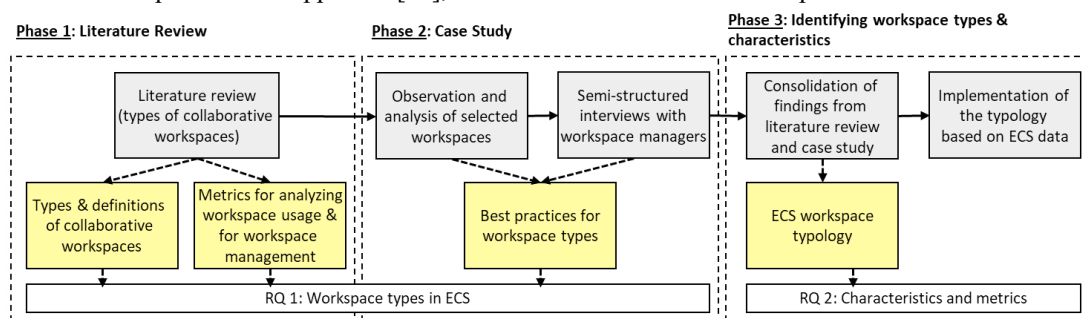 Phase 1: Literature Review
Phase 2: Case Study
Phase 3: Identifying workspace types &
characteristics
Literature review
(types of collaborative
workspaces)
Observation and
analysis of selected
workspaces
Semi-structured
interviews with
workspace managers
Consolidation of
findings from
literature review
and case study
Implementation of
the typology
based on ECS data
Types & definitions
of collaborative
workspaces
Metrics for analyzing
workspace usage &
for workspace
management
Best practices for
workspace types
ECS workspace
typology
RQ 1: Workspace types in ECS
RQ 2: Characteristics and metrics